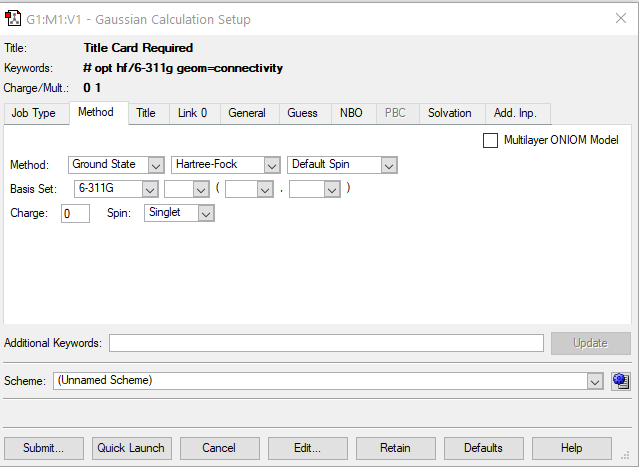 G1:M1:V1 - Gaussian Calculation Setup
Title: Title Card Required
Keywords: # opt hf/6-311g geom=connectivity
Charge/Mult.: 0 1
Job Type Method Title Link 0 General Guess NBO PBC Solvation Add. Inp.
Multilayer ONIOM Model
Method: Ground State Hartree-Fock Default Spin
Basis Set: 6-311G ( , )
Charge: 0 Spin: Singlet
Additional Keywords: Update
Scheme: (Unnamed Scheme)
Submit... Quick Launch Cancel Edit... Retain Defaults Help